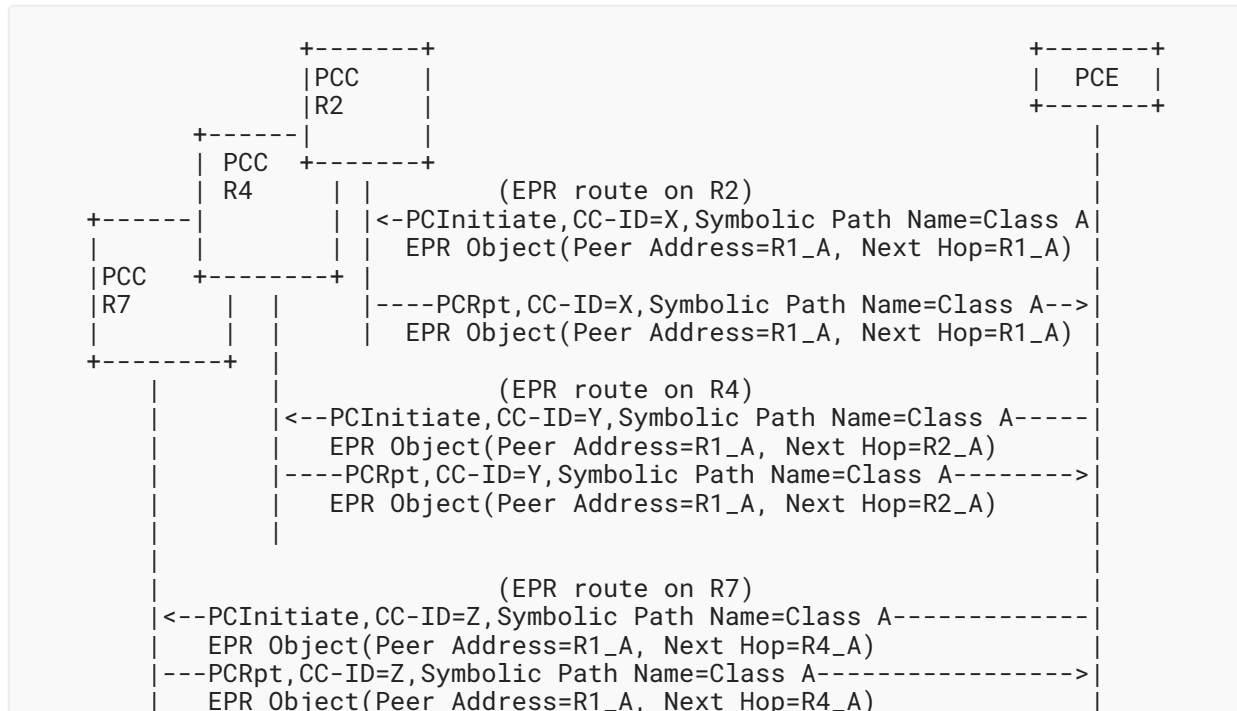 +-------+                                       +-------+
                  |PCC    |                                       |  PCE  |
                  |R2     |                                       +-------+
           +------|       |                                           |
           | PCC  +-------+                                           |
           | R4     | |        (EPR route on R2)                      |
    +------|        | |<-PCInitiate,CC-ID=X,Symbolic Path Name=Class A|
    |      |        | |  EPR Object(Peer Address=R1_A, Next Hop=R1_A) |
    |PCC   +--------+ |                                               |
    |R7      |  |     |----PCRpt,CC-ID=X,Symbolic Path Name=Class A-->|
    |        |  |     |  EPR Object(Peer Address=R1_A, Next Hop=R1_A) |
    +--------+  |                                                     |
        |       |              (EPR route on R4)                      |
        |       |<--PCInitiate,CC-ID=Y,Symbolic Path Name=Class A-----|
        |       |   EPR Object(Peer Address=R1_A, Next Hop=R2_A)      |
        |       |----PCRpt,CC-ID=Y,Symbolic Path Name=Class A-------->|
        |       |   EPR Object(Peer Address=R1_A, Next Hop=R2_A)      |
        |       |                                                     |
        |                                                             |
        |                      (EPR route on R7)                      |
        |<--PCInitiate,CC-ID=Z,Symbolic Path Name=Class A-------------|
        |   EPR Object(Peer Address=R1_A, Next Hop=R4_A)              |
        |---PCRpt,CC-ID=Z,Symbolic Path Name=Class A----------------->|
        |   EPR Object(Peer Address=R1_A, Next Hop=R4_A)              |